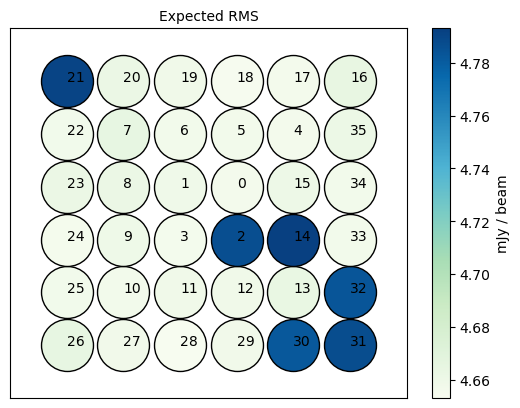 Expected RMS
21 20 19 18 17 16
22 7 6 5 4 35
23 8 1 0 15 34
24 9 3 2 14 33
25 10 11 12 13 32
26 27 28 29 30 31
4.78
4.76
4.74
4.72
4.70
4.68
4.66
mJy / beam